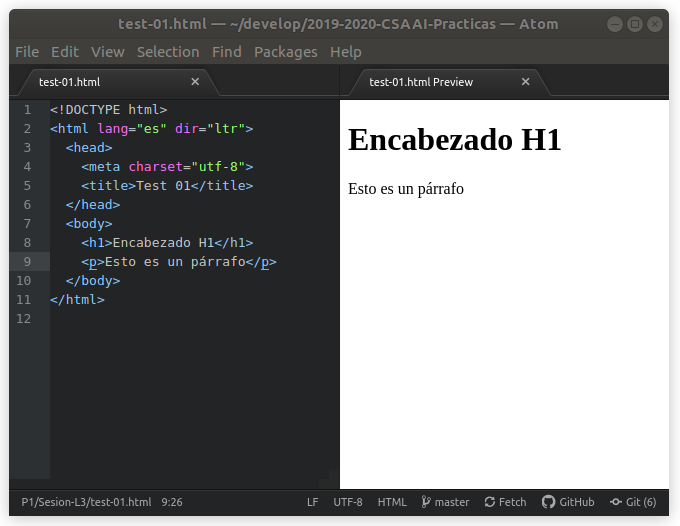 test-01.html — ~/develop/2019-2020-CSAAI-Practicas — Atom
File Edit View Selection Find Packages Help
test-01.html
test-01.html Preview
1 <!DOCTYPE html>
2 <html lang="es" dir="ltr">
3 <head>
4 <meta charset="utf-8">
5 <title>Test 01</title>
6 </head>
7 <body>
8 <h1>Encabezado H1</h1>
9 <p>Esto es un párrafo</p>
10 </body>
11 </html>
12
Encabezado H1
Esto es un párrafo
P1/Sesion-L3/test-01.html 9:26 LF UTF-8 HTML master Fetch GitHub Git (6)